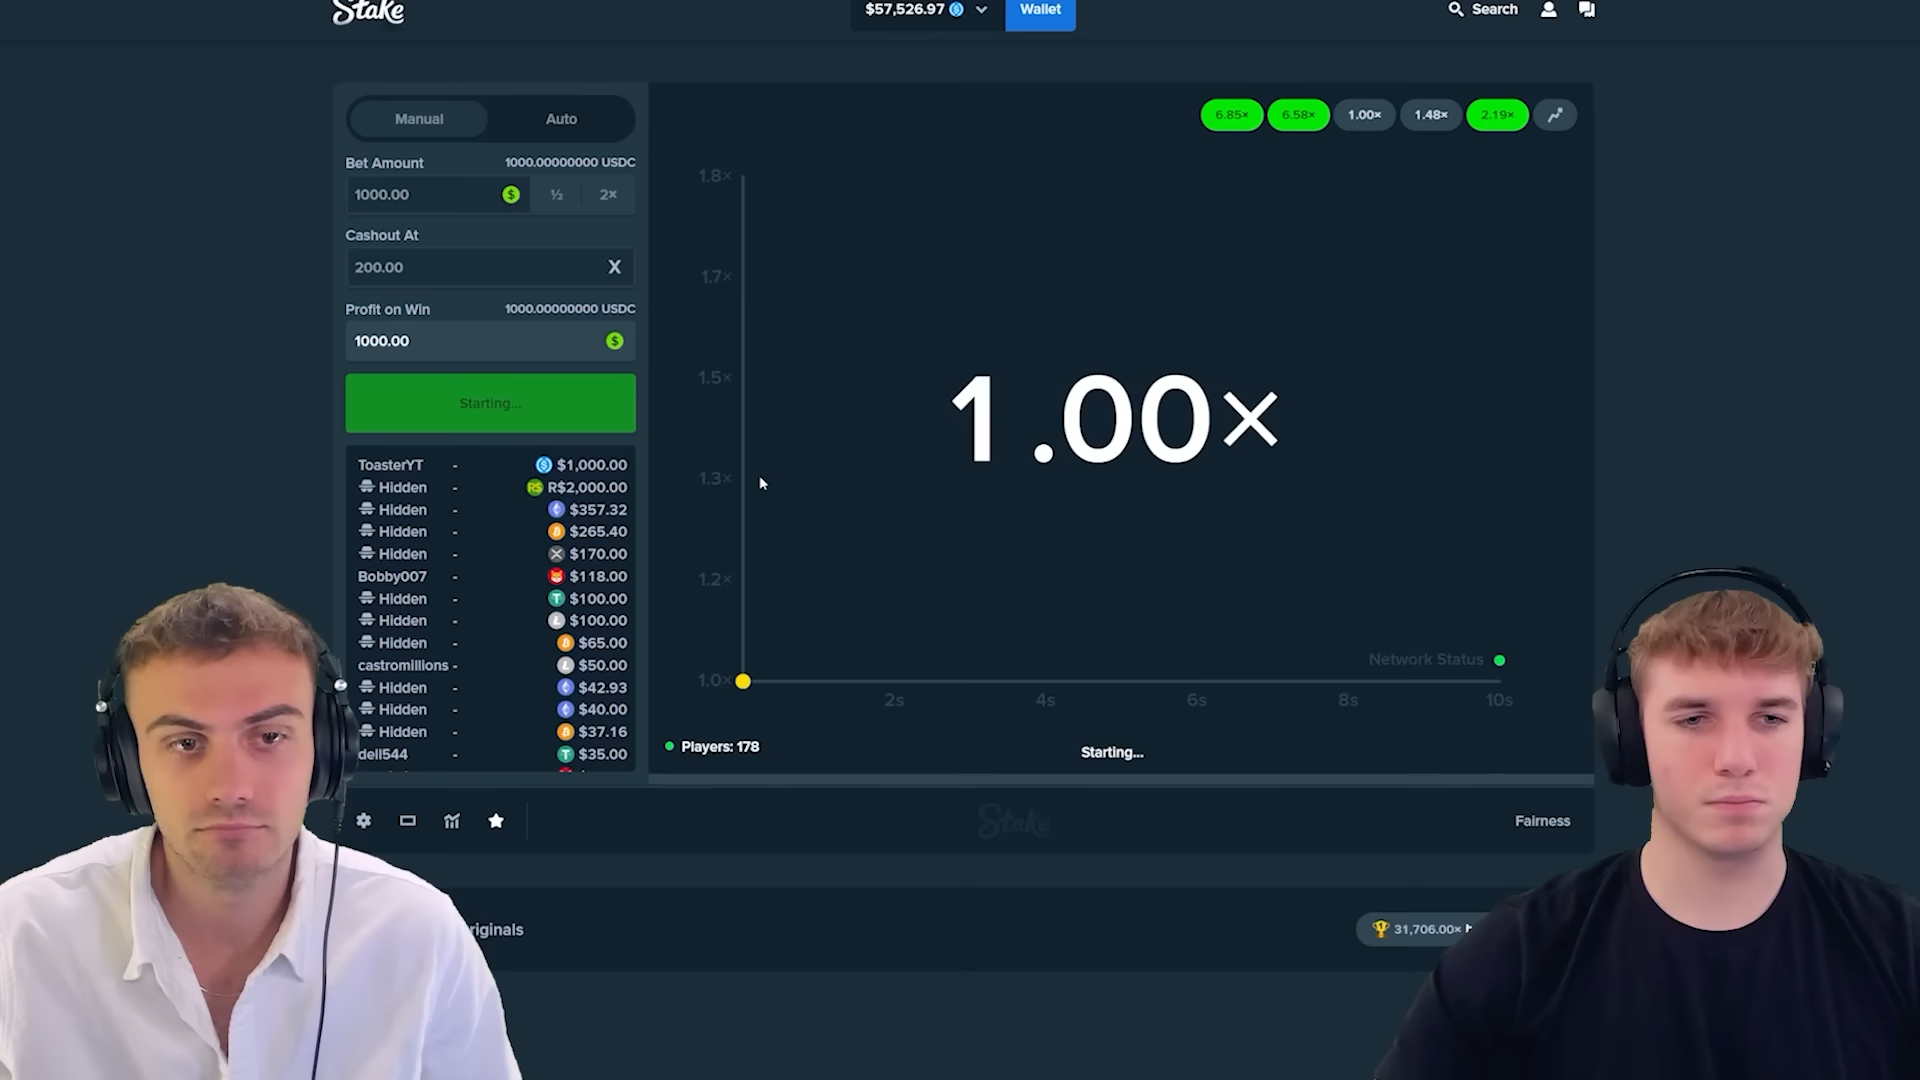 Stake
$57,526.97
Wallet
Search
Manual
Auto
6.85×
6.58×
1.00×
1.48×
2.19×
Bet Amount
1000.00000000 USDC
1000.00
½
2×
Cashout At
200.00
X
Profit on Win
1000.00000000 USDC
1000.00
Starting...
1.8×
1.7×
1.5×
1.3×
1.2×
1.0×
1.00×
2s
4s
6s
8s
10s
Network Status
Players: 178
Starting...
ToasterYT - $1,000.00
Hidden - R$2,000.00
Hidden - $357.32
Hidden - $265.40
Hidden - $170.00
Bobby007 - $118.00
Hidden - $100.00
Hidden - $100.00
Hidden - $65.00
castromillions - $50.00
Hidden - $42.93
Hidden - $40.00
Hidden - $37.16
dell544 - $35.00
Stake
Fairness
riginals
31,706.00×